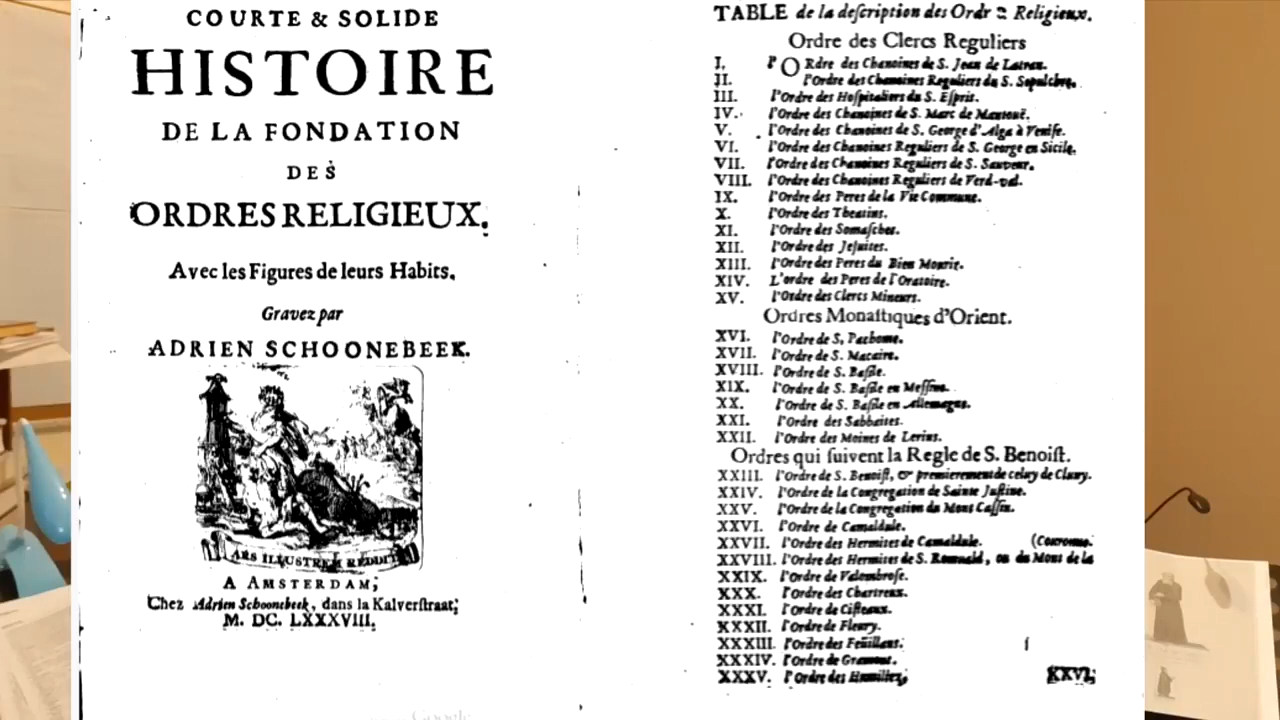 COURTE & SOLIDE
HISTOIRE
DE LA FONDATION
DES
ORDRES RELIGIEUX.
Avec les Figures de leurs Habits.
Gravez par
ADRIEN SCHOONEBEEK.
ARS ILLUSTREM REDDIT
A AMSTERDAM;
Chez Adrien Schoonebeek, dans la Kalverſtraat;
M. DC. LXXXVIII.
Google
TABLE de la deſcription des Ordr Religieux.
Ordre des Clercs Reguliers
I. l'ORdre des Chanoines de S. Jean de Latran.
II. l'Ordre des Chanoines Reguliers du S. Sepulchre.
III. l'Ordre des Hoſpitaliers du S. Eſprit.
IV. l'Ordre des Chanoines de S. Marc de Mantouë.
V. l'Ordre des Chanoines de S. George d'Alga à Veniſe.
VI. l'Ordre des Chanoines Reguliers de S. George en Sicile.
VII. l'Ordre des Chanoines Reguliers de S. Sauveur.
VIII. l'Ordre des Chanoines Reguliers de Verd-val.
IX. l'Ordre des Peres de la Vie Commune.
X. l'Ordre des Theatins.
XI. l'Ordre des Somaſches.
XII. l'Ordre des Jeſuites.
XIII. l'Ordre des Peres du Bien Mourir.
XIV. L'ordre des Peres de l'Oratoire.
XV. l'Ordre des Clercs Mineurs.
Ordres Monaſtiques d'Orient.
XVI. l'Ordre de S. Pachome.
XVII. l'Ordre de S. Macaire.
XVIII. l'Ordre de S. Baſile.
XIX. l'Ordre de S. Baſile en Meſſine.
XX. l'Ordre de S. Baſile en Allemagne.
XXI. l'Ordre des Sabbaites.
XXII. l'Ordre des Moines de Lerins.
Ordres qui ſuivent la Regle de S. Benoiſt.
XXIII. l'Ordre de S. Benoiſt, & premierement de celuy de Cluny.
XXIV. l'Ordre de la Congregation de Sainte Juſtine.
XXV. l'Ordre de la Congregation du Mont Caſſin.
XXVI. l'Ordre de Camaldule.
XXVII. l'Ordre des Hermites de Camaldule. (Couronne.
XXVIII. l'Ordre des Hermites de S. Romuald, ou du Mont de la
XXIX. l'Ordre de Valombroſe.
XXX. l'Ordre des Chartreux.
XXXI. l'Ordre de Ciſteaux.
XXXII. l'Ordre de Fleury.
XXXIII. l'Ordre des Feüillans.
XXXIV. l'Ordre de Gramont.
XXXV. l'Ordre des Humiliez,
XXVI,